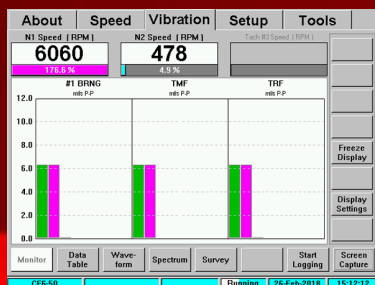 About Speed Vibration Setup Tools
N1 Speed ( RPM ) N2 Speed ( RPM ) Tach #3 Speed ( RPM )
6060 478
176.6 % 4.9 %
#1 BRNG TMF TRF
mils P-P mils P-P mils P-P
12.0
10.0
8.0
6.0
4.0
2.0
0.0
Freeze
Display
Display
Settings
Monitor Data Table Wave-form Spectrum Survey Start Logging Screen Capture
CF6-50 Running 26-Feb-2018 15:12:12